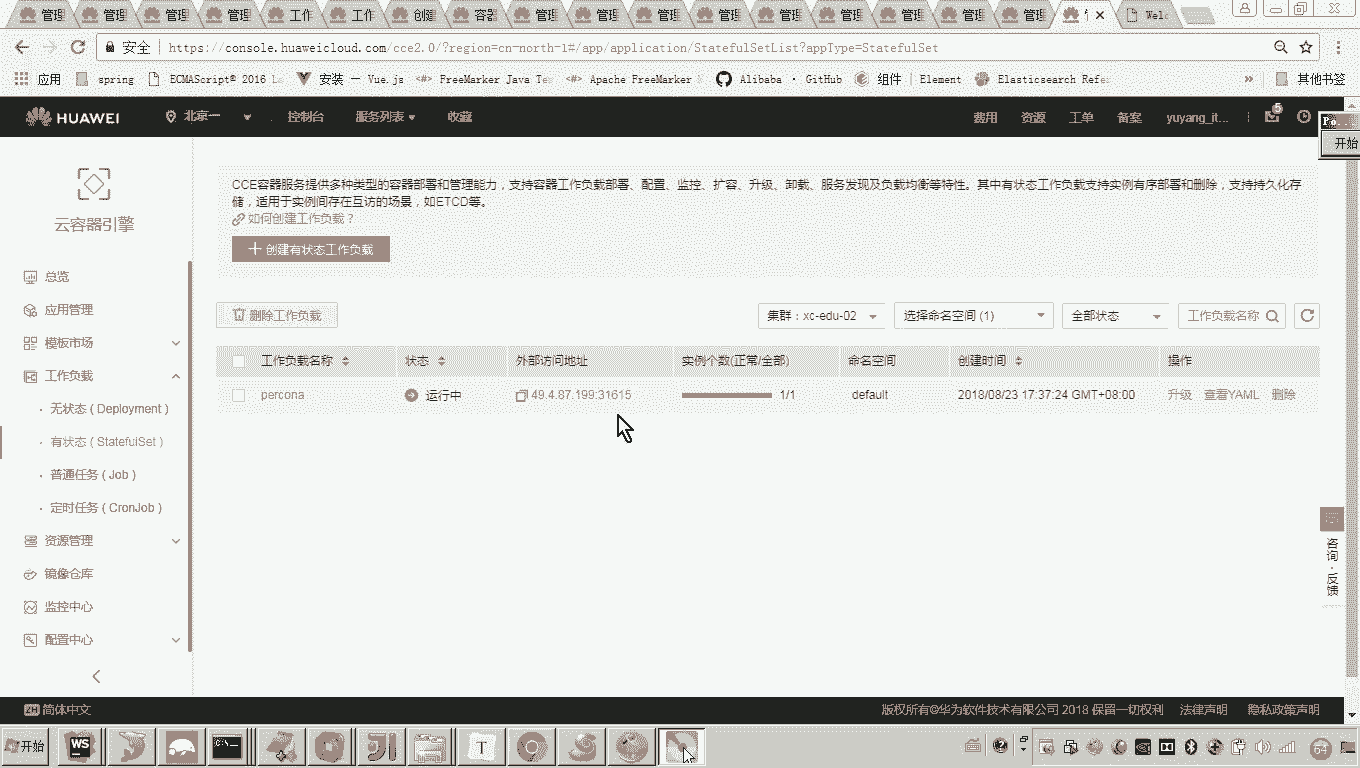 管理 管理 管理 管理 工作 工作 创建 容器 管理 管理 管理 管理 管理 管理 管理 管理 管理 Welc
安全 https://console.huaweicloud.com/cce2.0/?region=cn-north-1#/app/application/StatefulSetList?appType=StatefulSet
应用 spring ECMAScript® 2016 La 安装 — Vue.js FreeMarker Java Te Apache FreeMarker Alibaba · GitHub 组件 | Element Elasticsearch Refe » 其他书签
HUAWEI 北京一 控制台 服务列表 收藏 费用 资源 工单 备案 yuyang_it... 5
Po...
开始
云容器引擎
总览
应用管理
模板市场
工作负载
· 无状态 ( Deployment )
· 有状态 ( StatefulSet )
· 普通任务 ( Job )
· 定时任务 ( CronJob )
资源管理
镜像仓库
监控中心
配置中心
CCE容器服务提供多种类型的容器部署和管理能力，支持容器工作负载部署、配置、监控、扩容、升级、卸载、服务发现及负载均衡等特性。其中有状态工作负载支持实例有序部署和删除，支持持久化存
储，适用于实例间存在互访的场景，如ETCD等。
如何创建工作负载？
创建有状态工作负载
删除工作负载 集群：xc-edu-02 选择命名空间 (1) 全部状态 工作负载名称
工作负载名称 状态 外部访问地址 实例个数(正常/全部) 命名空间 创建时间 操作
percona 运行中 49.4.87.199:31615 1/1 default 2018/08/23 17:37:24 GMT+08:00 升级 查看YAML 删除
咨询·反馈
ZH 简体中文 版权所有©华为软件技术有限公司 2018 保留一切权利 法律声明 隐私政策声明
开始 WS C:\ T 64